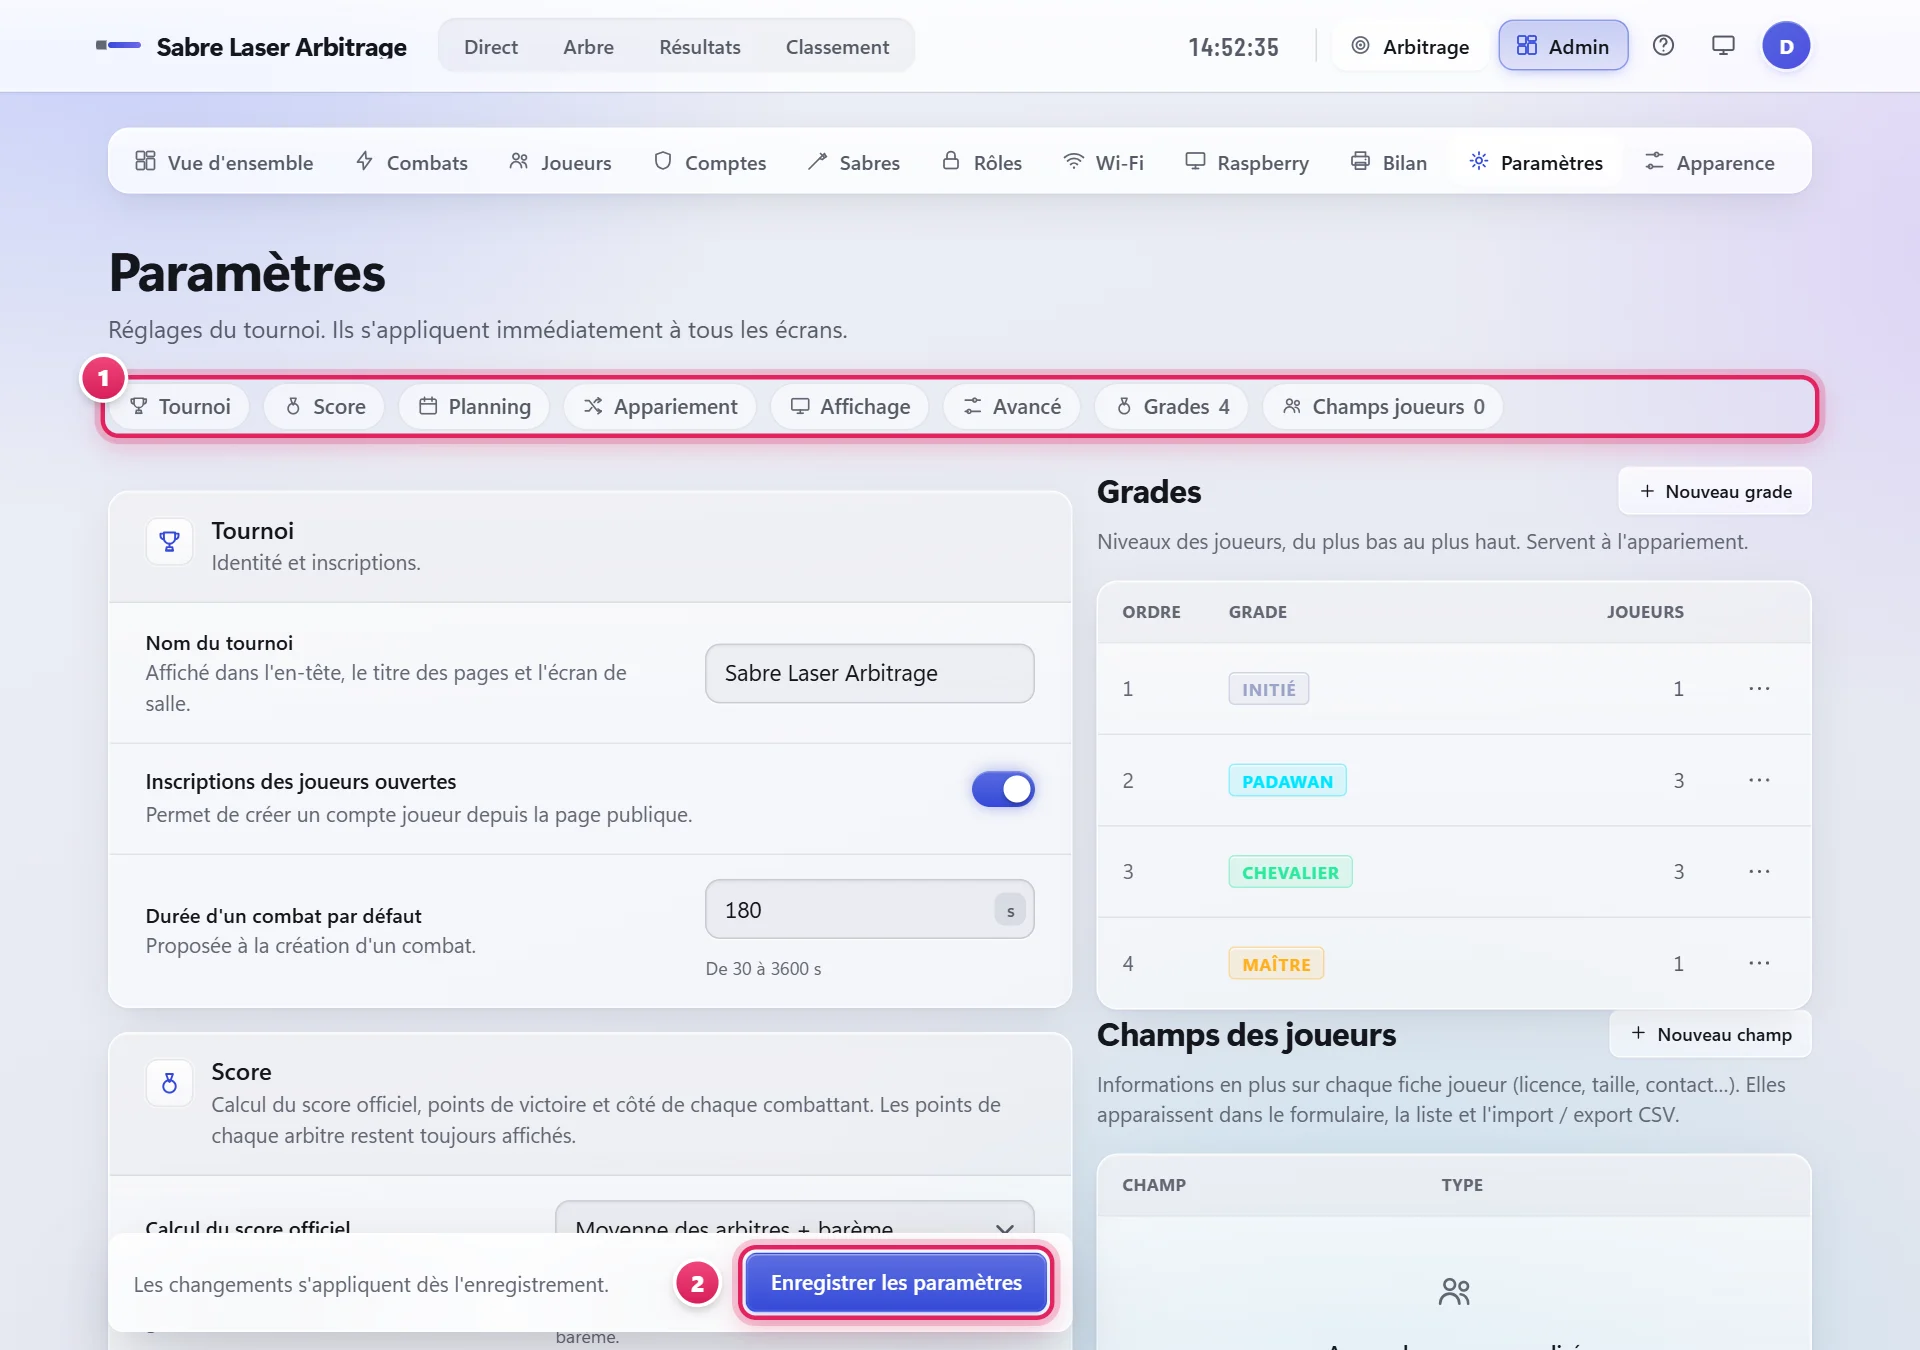 Sabre Laser Arbitrage
Direct
Arbre
Résultats
Classement
14:52:35
Arbitrage
Admin
D
Vue d'ensemble
Combats
Joueurs
Comptes
Sabres
Rôles
Wi-Fi
Raspberry
Bilan
Paramètres
Apparence
Paramètres
Réglages du tournoi. Ils s'appliquent immédiatement à tous les écrans.
1
Tournoi
Score
Planning
Appariement
Affichage
Avancé
Grades 4
Champs joueurs 0
Tournoi
Identité et inscriptions.
Nom du tournoi
Affiché dans l'en-tête, le titre des pages et l'écran de
salle.
Sabre Laser Arbitrage
Inscriptions des joueurs ouvertes
Permet de créer un compte joueur depuis la page publique.
Durée d'un combat par défaut
Proposée à la création d'un combat.
180
s
De 30 à 3600 s
Score
Calcul du score officiel, points de victoire et côté de chaque combattant. Les points de
chaque arbitre restent toujours affichés.
Calcul du score officiel
Moyenne des arbitres + barème
Les changements s'appliquent dès l'enregistrement.
2
Enregistrer les paramètres
barème.
Grades
+ Nouveau grade
Niveaux des joueurs, du plus bas au plus haut. Servent à l'appariement.
ORDRE GRADE JOUEURS
1 INITIÉ 1 ...
2 PADAWAN 3 ...
3 CHEVALIER 3 ...
4 MAÎTRE 1 ...
Champs des joueurs
+ Nouveau champ
Informations en plus sur chaque fiche joueur (licence, taille, contact…). Elles
apparaissent dans le formulaire, la liste et l'import / export CSV.
CHAMP TYPE